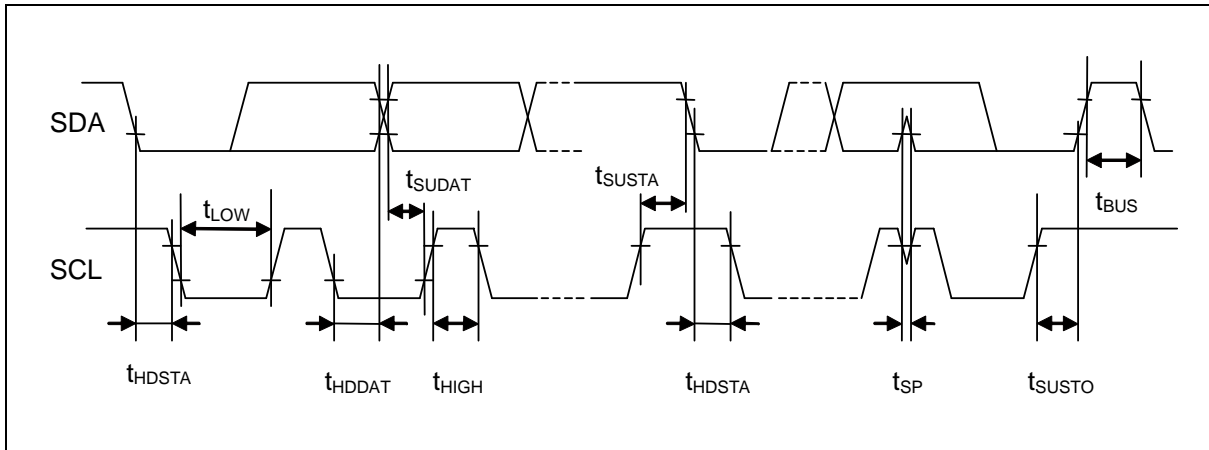 SDA
tSUDAT
tSUSTA
tLOW
tBUS
SCL
tHDSTA
tHDDAT
tHIGH
tHDSTA
tSP
tSUSTO